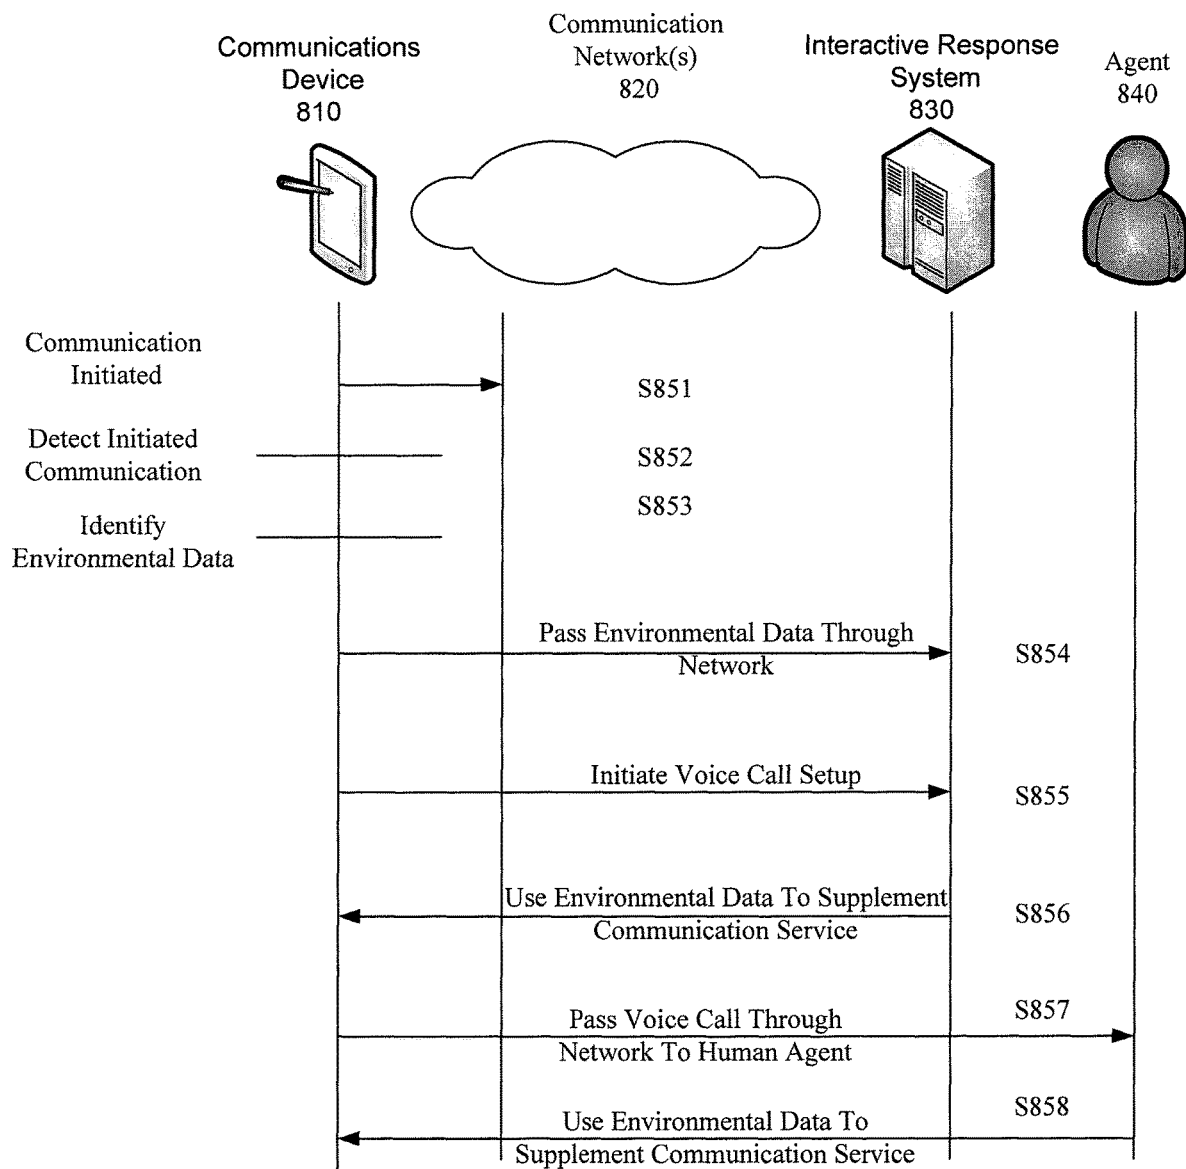 Communications
Device
810
Communication
Network(s)
820
Interactive Response
System
830
Agent
840
Communication
Initiated
S851
Detect Initiated
Communication
S852
S853
Identify
Environmental Data
Pass Environmental Data Through
Network
S854
Initiate Voice Call Setup
S855
Use Environmental Data To Supplement
Communication Service
S856
S857
Pass Voice Call Through
Network To Human Agent
S858
Use Environmental Data To
Supplement Communication Service